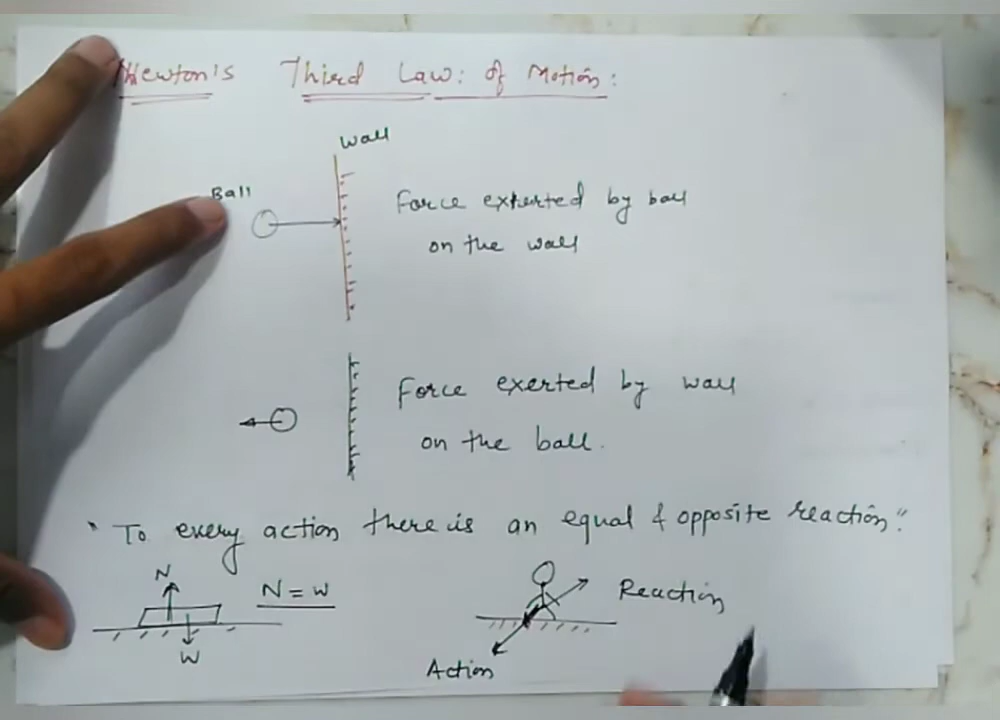 Newton's Third Law: of Motion:
Wall
Ball
Force experted by ball
on the wall
Force exerted by wall
on the ball.
"To every action there is an equal & opposite reaction."
N
N = W
W
Reaction
Action